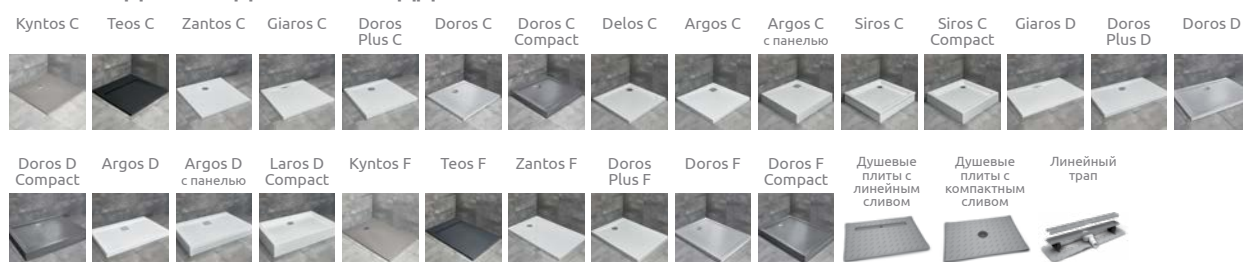 Kyntos C
Teos C
Zantos C
Giaros C
Doros
Plus C
Doros C
Doros C
Compact
Delos C
Argos C
Argos C
с панелью
Siros C
Siros C
Compact
Giaros D
Doros
Plus D
Doros D
Doros D
Compact
Argos D
Argos D
с панелью
Laros D
Compact
Kyntos F
Teos F
Zantos F
Doros
Plus F
Doros F
Doros F
Compact
Душевые
плиты с
линейным
сливом
Душевые
плиты с
компактным
сливом
Линейный
трап